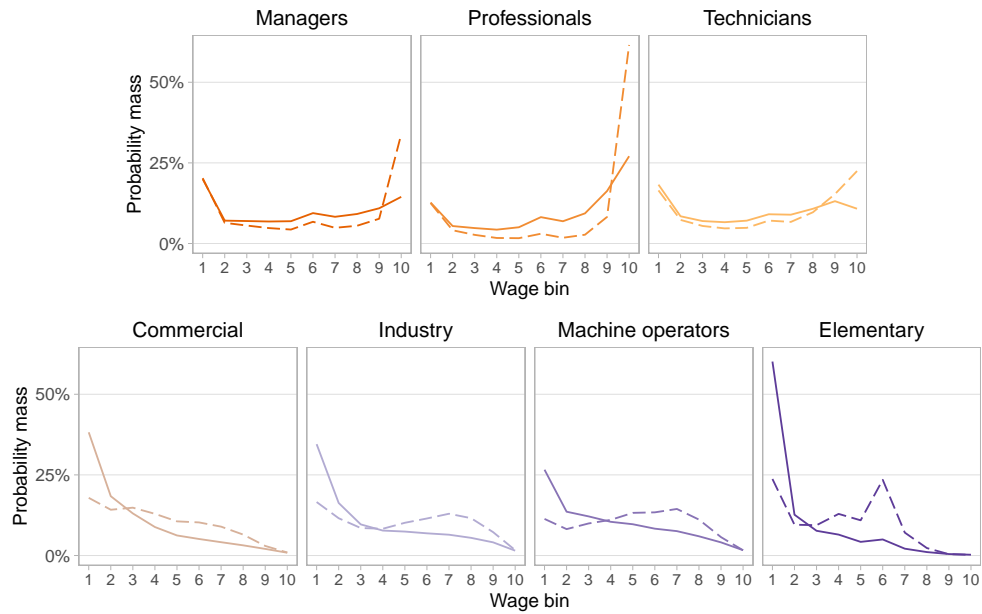 Managers
Professionals
Technicians
Probability mass
50%
25%
0%
1 2 3 4 5 6 7 8 9 10
1 2 3 4 5 6 7 8 9 10
1 2 3 4 5 6 7 8 9 10
Wage bin
Commercial
Industry
Machine operators
Elementary
Probability mass
50%
25%
0%
1 2 3 4 5 6 7 8 9 10
1 2 3 4 5 6 7 8 9 10
1 2 3 4 5 6 7 8 9 10
1 2 3 4 5 6 7 8 9 10
Wage bin